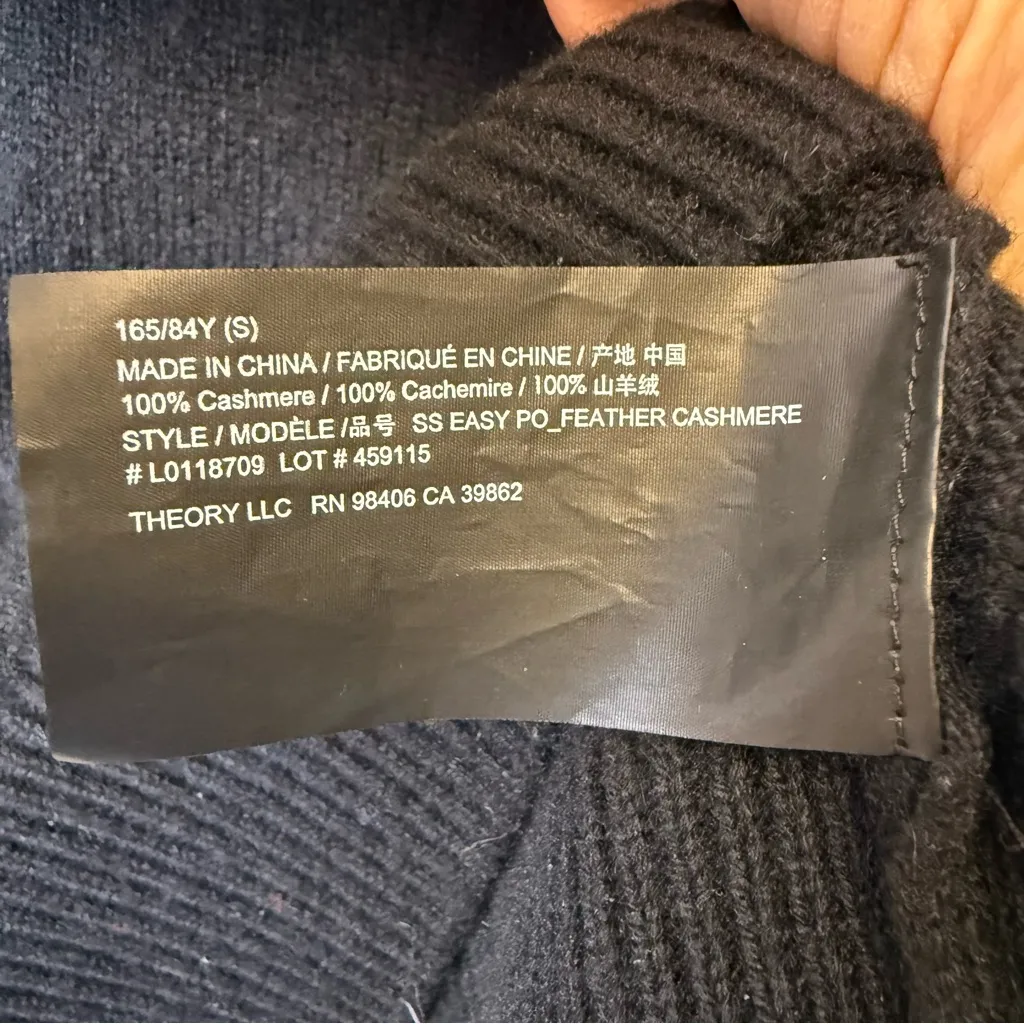 165/84Y (S)
MADE IN CHINA / FABRIQUÉ EN CHINE / 产地 中国
100% Cashmere / 100% Cachemire / 100% 山羊绒
STYLE / MODÈLE /品号 SS EASY PO_FEATHER CASHMERE
# L0118709 LOT # 459115
THEORY LLC RN 98406 CA 39862